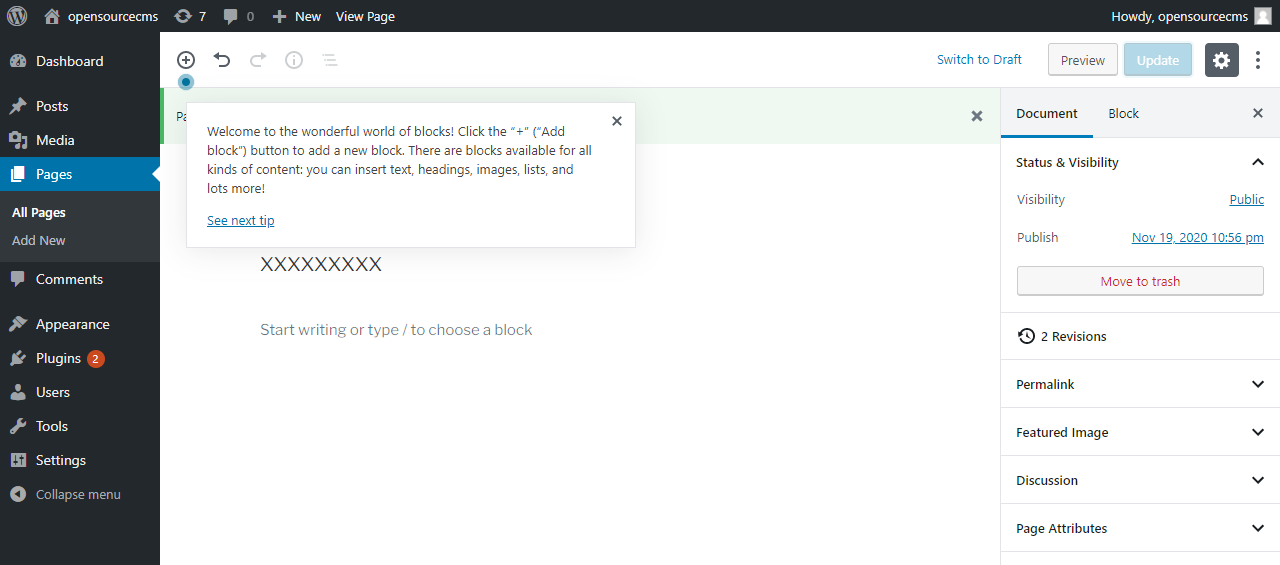 opensourcecms 7 0 New View Page Howdy, opensourcecms
Dashboard
Posts
Media
Pages
All Pages
Add New
Comments
Appearance
Plugins 2
Users
Tools
Settings
Collapse menu
Switch to Draft Preview Update
Welcome to the wonderful world of blocks! Click the “+” (“Add
block”) button to add a new block. There are blocks available for all
kinds of content: you can insert text, headings, images, lists, and
lots more!
See next tip
XXXXXXXXX
Start writing or type / to choose a block
Document Block
Status & Visibility
Visibility Public
Publish Nov 19, 2020 10:56 pm
Move to trash
2 Revisions
Permalink
Featured Image
Discussion
Page Attributes